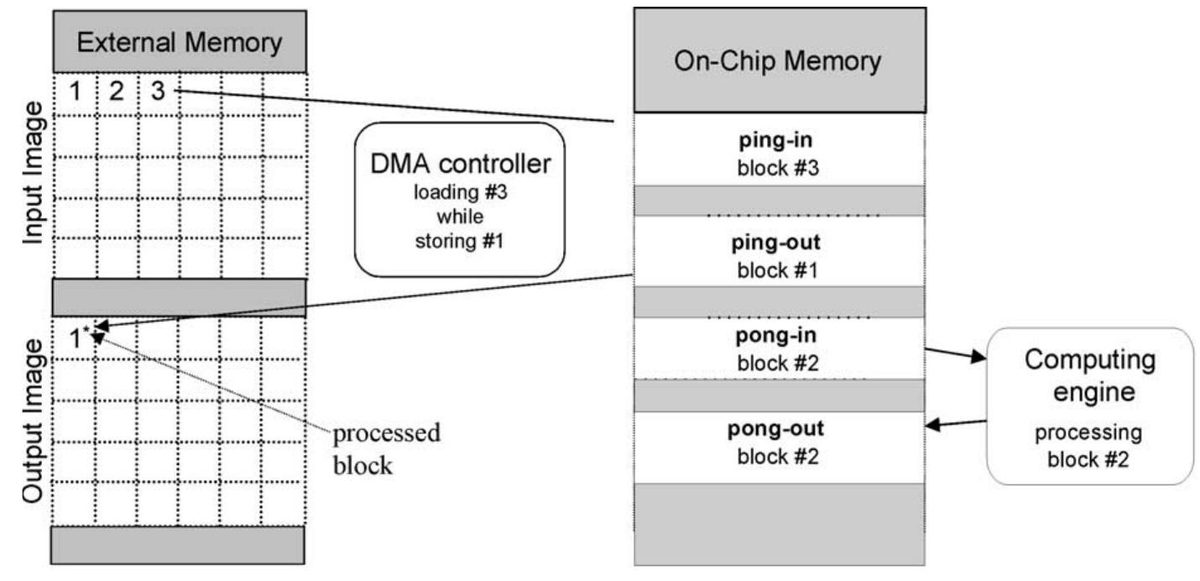 External Memory
1 2 3
Input Image
DMA controller
loading #3
while
storing #1
1*
Output Image
processed
block
On-Chip Memory
ping-in
block #3
ping-out
block #1
pong-in
block #2
pong-out
block #2
Computing
engine
processing
block #2